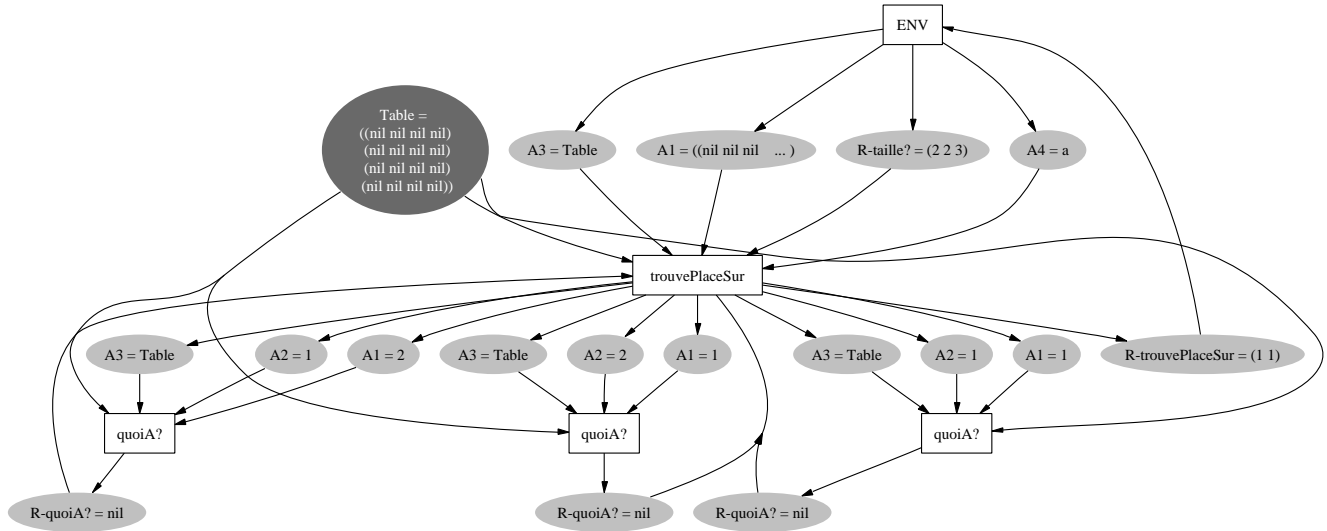 ENV
Table =
((nil nil nil nil)
(nil nil nil nil)
(nil nil nil nil)
(nil nil nil nil))
A3 = Table
A1 = ((nil nil nil ... )
R-taille? = (2 2 3)
A4 = a
trouvePlaceSur
A3 = Table
A2 = 1
A1 = 2
A3 = Table
A2 = 2
A1 = 1
A3 = Table
A2 = 1
A1 = 1
R-trouvePlaceSur = (1 1)
quoiA?
quoiA?
quoiA?
R-quoiA? = nil
R-quoiA? = nil
R-quoiA? = nil